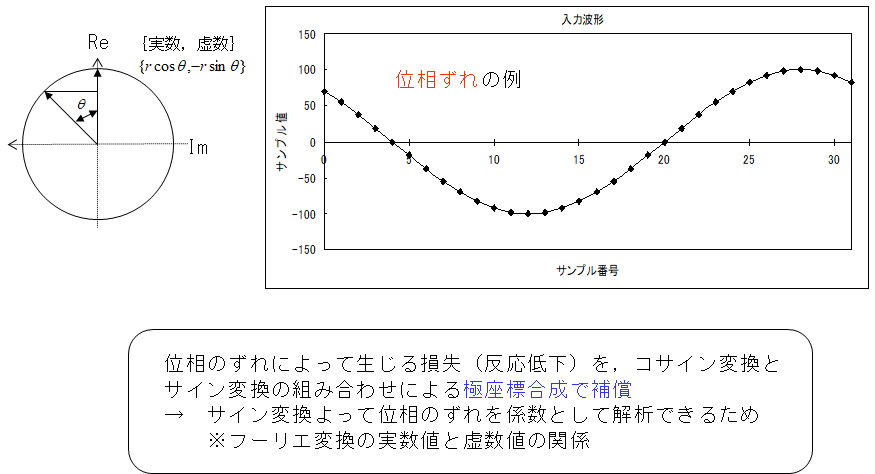 Re
[実数，虚数]
{r cosθ,−r sinθ}
θ
Im
入力波形
位相ずれの例
サンプル値
150
100
50
0
−50
−100
−150
0
5
10
15
20
25
30
サンプル番号
位相のずれによって生じる損失（反応低下）を，コサイン変換と
サイン変換の組み合わせによる極座標合成で補償
→　サイン変換よって位相のずれを係数として解析できるため
※フーリエ変換の実数値と虚数値の関係